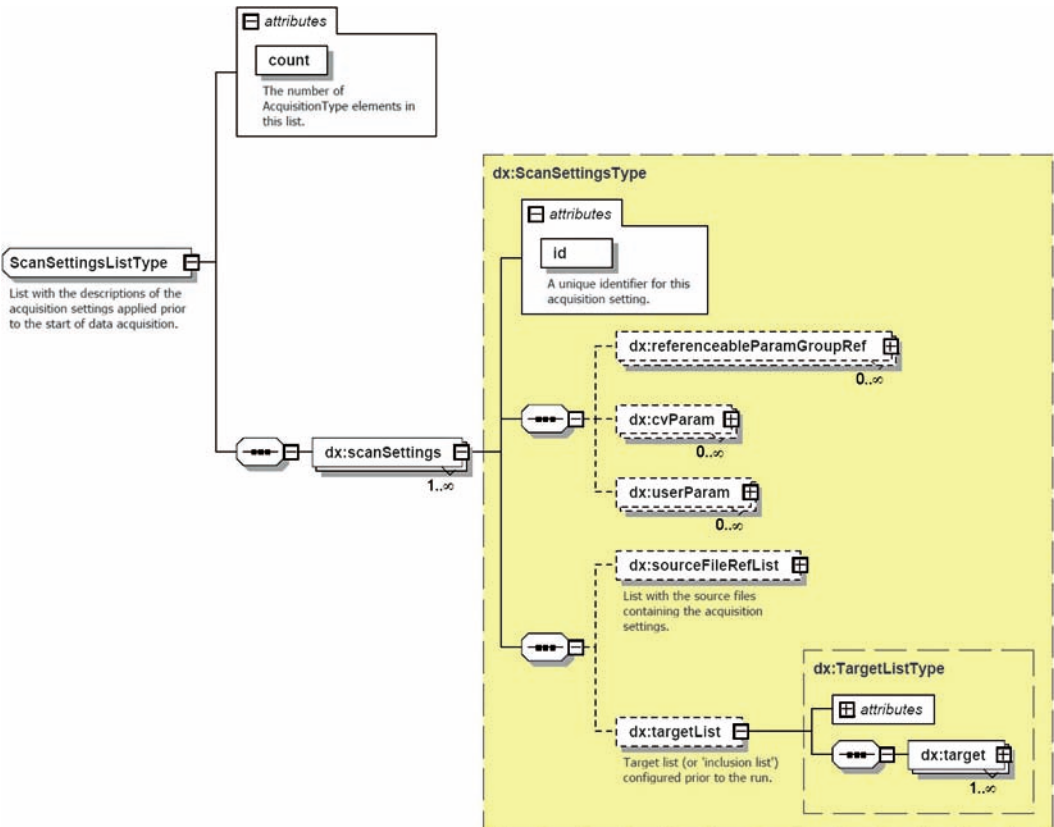 attributes
count
The number of
AcquisitionType elements in
this list.
dx:ScanSettingsType
attributes
id
A unique identifier for this
acquisition setting.
ScanSettingsListType
List with the descriptions of the
acquisition settings applied prior
to the start of data acquisition.
dx:referenceableParamGroupRef
0..∞
dx:cvParam
0..∞
dx:scanSettings
1..∞
dx:userParam
0..∞
dx:sourceFileRefList
List with the source files
containing the acquisition
settings.
dx:TargetListType
attributes
dx:targetList
Target list (or 'inclusion list')
configured prior to the run.
dx:target
1..∞